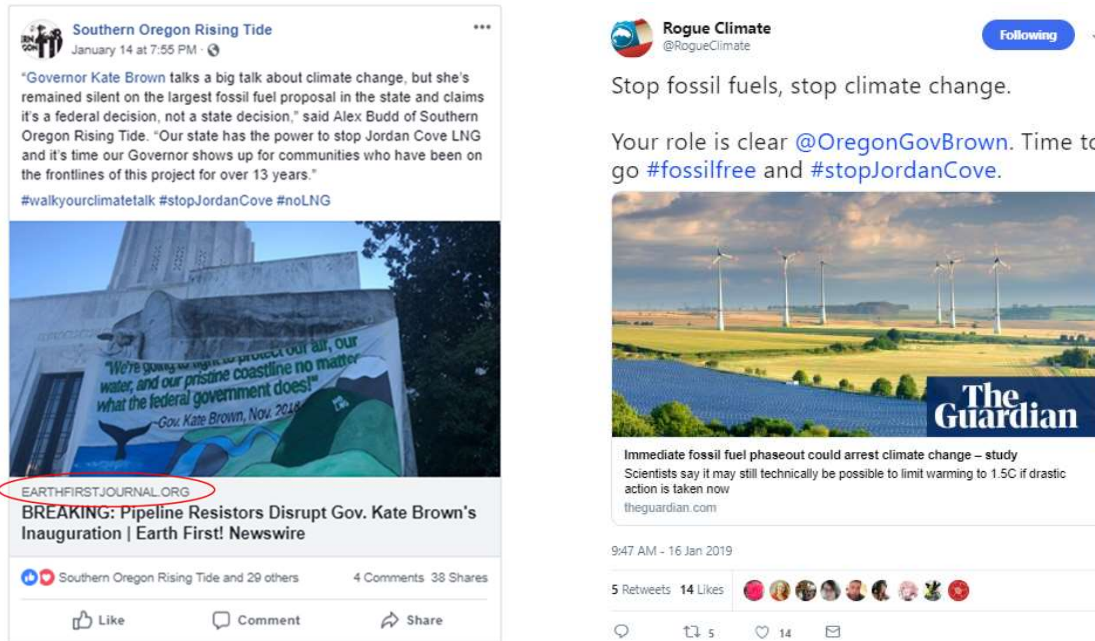 Southern Oregon Rising Tide
January 14 at 7:55 PM ·
"Governor Kate Brown talks a big talk about climate change, but she's
remained silent on the largest fossil fuel proposal in the state and claims
it's a federal decision, not a state decision," said Alex Budd of Southern
Oregon Rising Tide. "Our state has the power to stop Jordan Cove LNG
and it's time our Governor shows up for communities who have been on
the frontlines of this project for over 13 years."
#walkyourclimatetalk #stopJordanCove #noLNG
"We're going to fight to protect our air, our
water, and our pristine coastline no matter
what the federal government does!"
~Gov. Kate Brown, Nov.
EARTHFIRSTJOURNAL.ORG
BREAKING: Pipeline Resistors Disrupt Gov. Kate Brown's
Inauguration | Earth First! Newswire
Southern Oregon Rising Tide and 29 others 4 Comments 38 Shares
Like Comment Share
Rogue Climate
@RogueClimate
Following
Stop fossil fuels, stop climate change.
Your role is clear @OregonGovBrown. Time to
go #fossilfree and #stopJordanCove.
The
Guardian
Immediate fossil fuel phaseout could arrest climate change – study
Scientists say it may still technically be possible to limit warming to 1.5C if drastic
action is taken now
theguardian.com
9:47 AM - 16 Jan 2019
5 Retweets 14 Likes
5 14